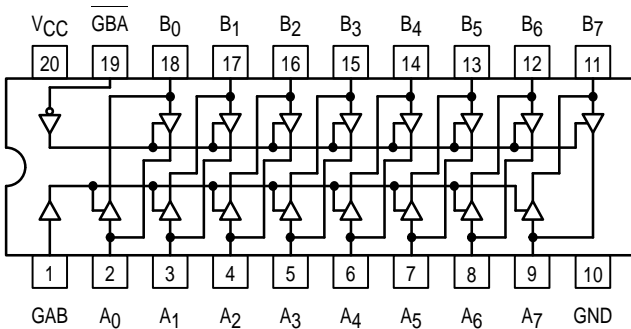 VCC G̅B̅A̅ B0 B1 B2 B3 B4 B5 B6 B7
20 19 18 17 16 15 14 13 12 11
1 2 3 4 5 6 7 8 9 10
GAB A0 A1 A2 A3 A4 A5 A6 A7 GND